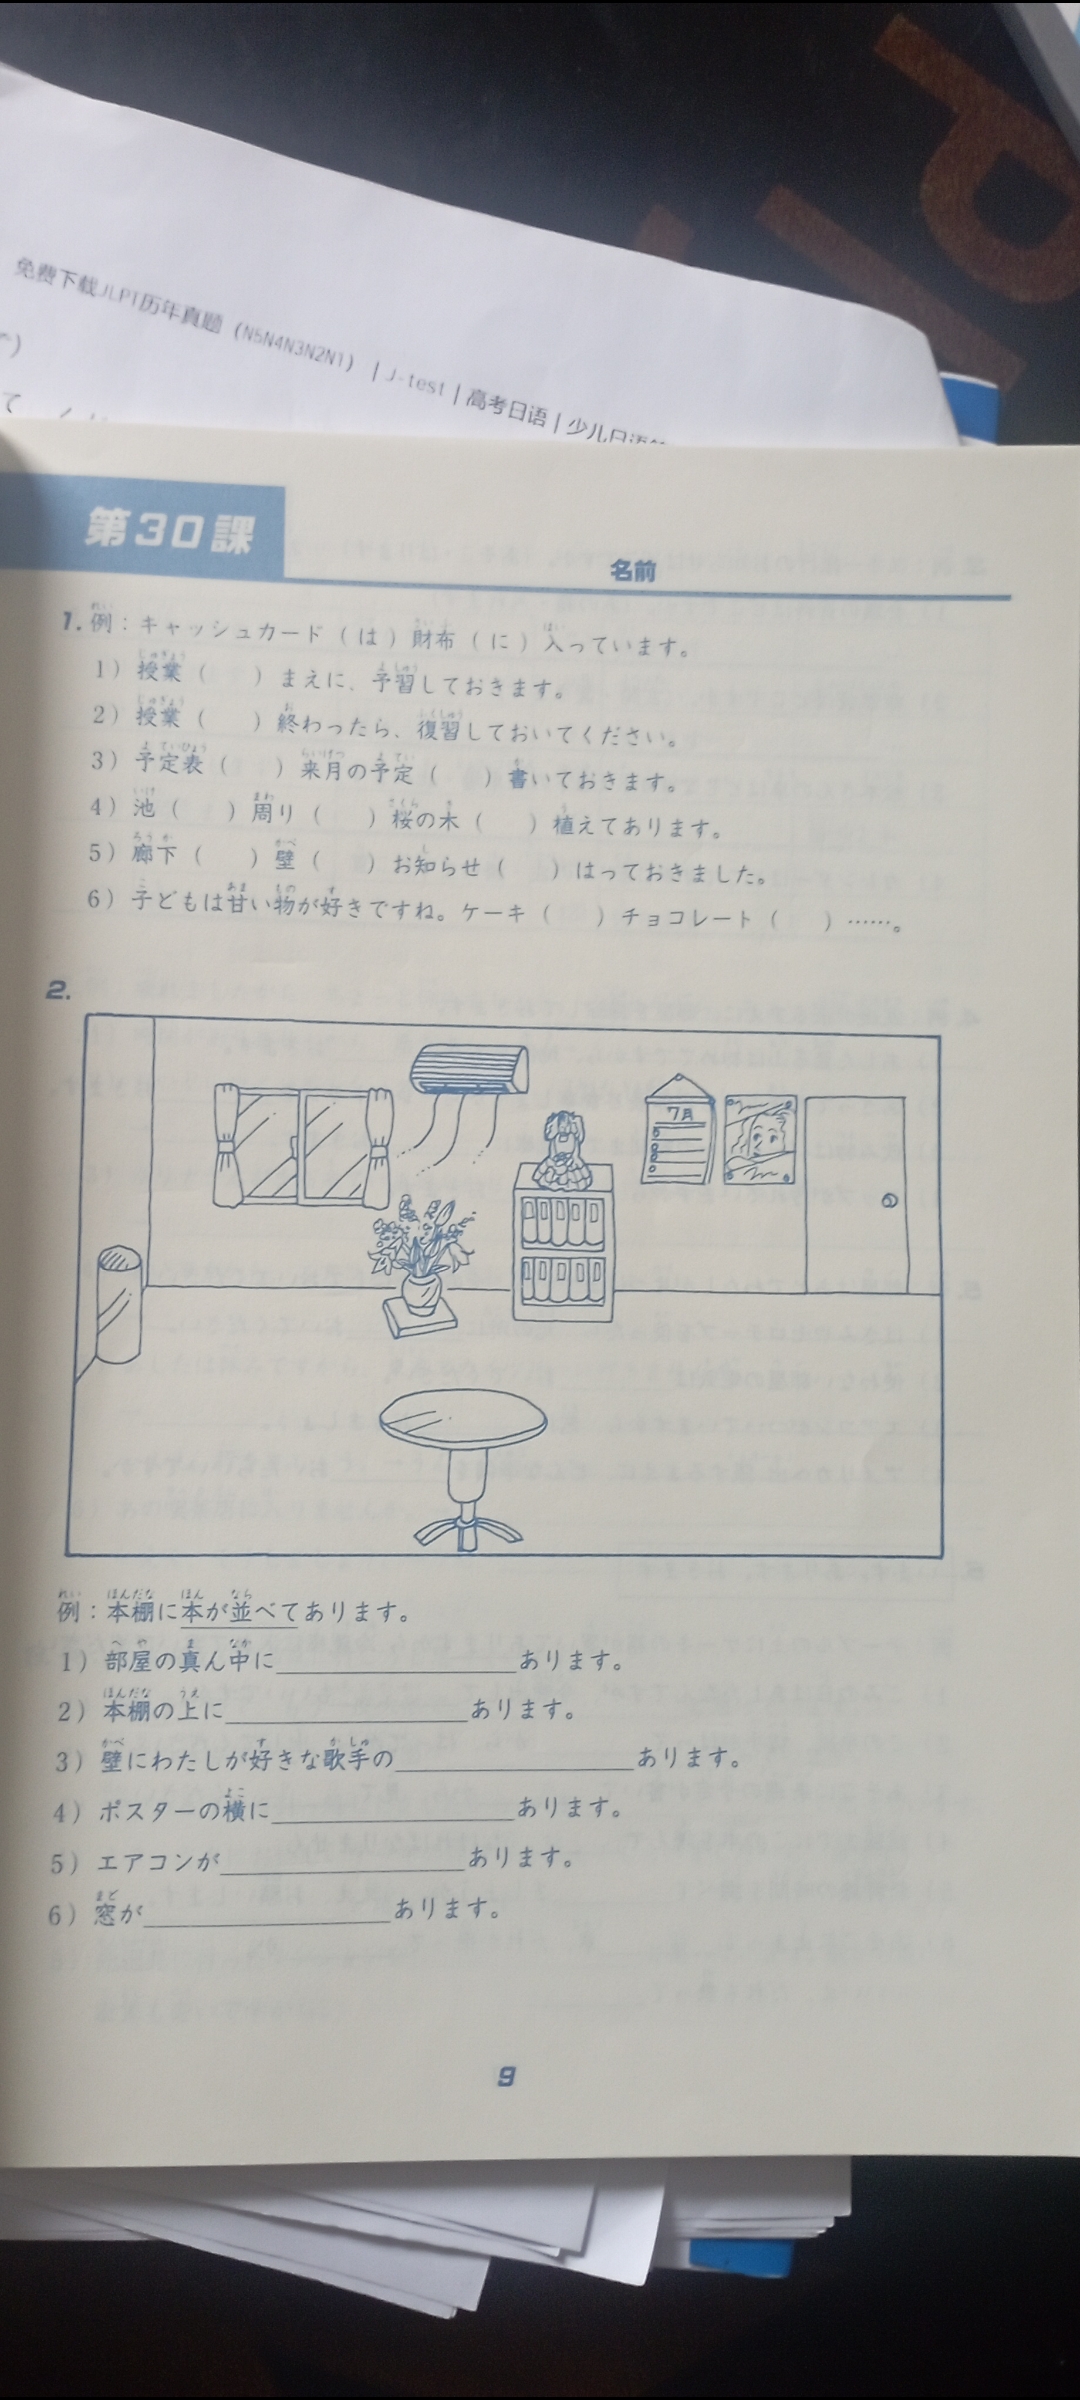 免费下载JLPT历年真题（N5N4N3N2N1）｜J-test｜高考日语｜少儿日语
第30課
名前
1. 例：キャッシュカード（は）財布（に）入っています。
1）授業（　）まえに、予習しておきます。
2）授業（　）終わったら、復習しておいてください。
3）予定表（　）来月の予定（　）書いておきます。
4）池（　）周り（　）桜の木（　）植えてあります。
5）廊下（　）壁（　）お知らせ（　）はっておきました。
6）子どもは甘い物が好きですね。ケーキ（　）チョコレート（　）……。
2.
7月
例：本棚に本が並べてあります。
1）部屋の真ん中に＿＿＿＿＿＿＿＿あります。
2）本棚の上に＿＿＿＿＿＿＿＿あります。
3）壁にわたしが好きな歌手の＿＿＿＿＿＿＿＿あります。
4）ポスターの横に＿＿＿＿＿＿＿＿あります。
5）エアコンが＿＿＿＿＿＿＿＿あります。
6）窓が＿＿＿＿＿＿＿＿あります。
9